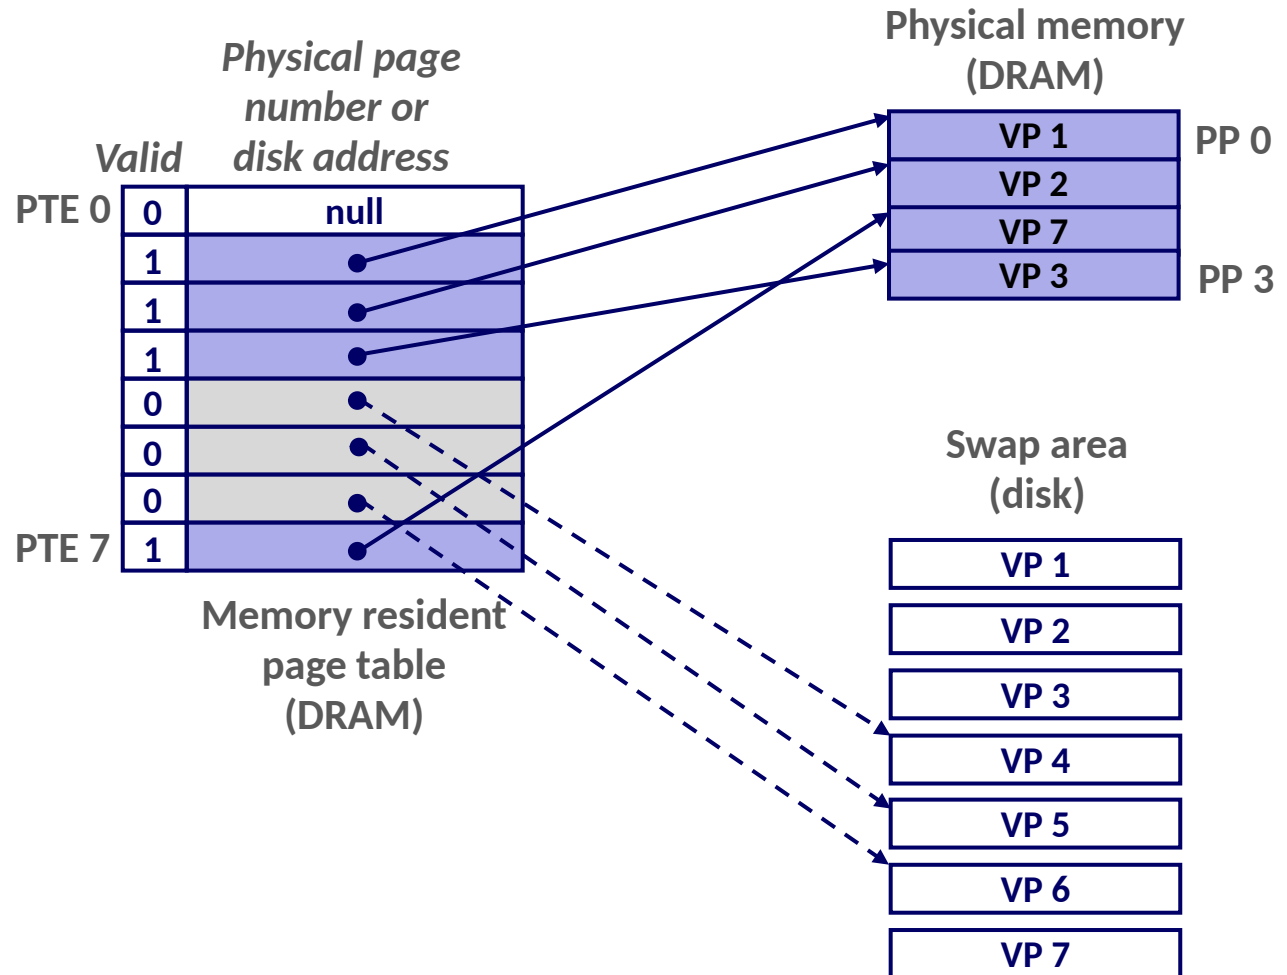 Physical page
number or
disk address
Valid
PTE 0
0
null
1
1
1
0
0
0
PTE 7
1
Memory resident
page table
(DRAM)
Physical memory
(DRAM)
VP 1
PP 0
VP 2
VP 7
VP 3
PP 3
Swap area
(disk)
VP 1
VP 2
VP 3
VP 4
VP 5
VP 6
VP 7